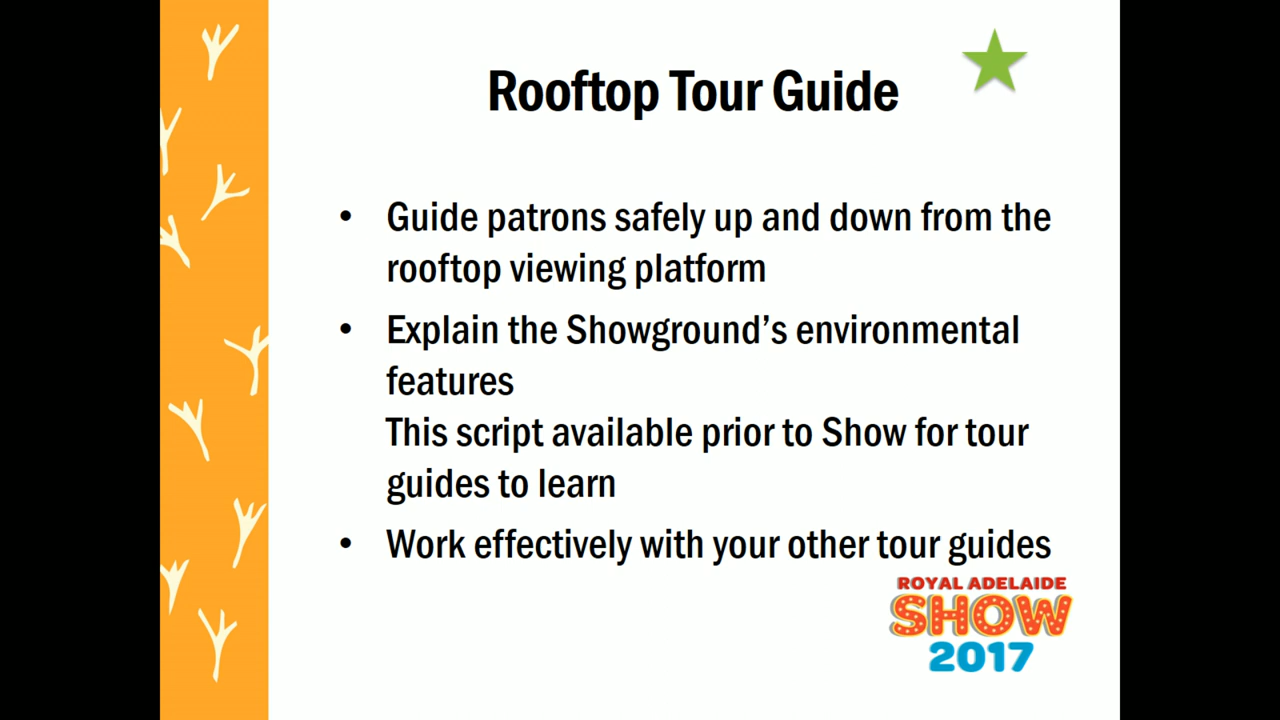 Rooftop Tour Guide
• Guide patrons safely up and down from the
rooftop viewing platform
• Explain the Showground’s environmental
features
This script available prior to Show for tour
guides to learn
• Work effectively with your other tour guides
ROYAL ADELAIDE
SHOW
2017